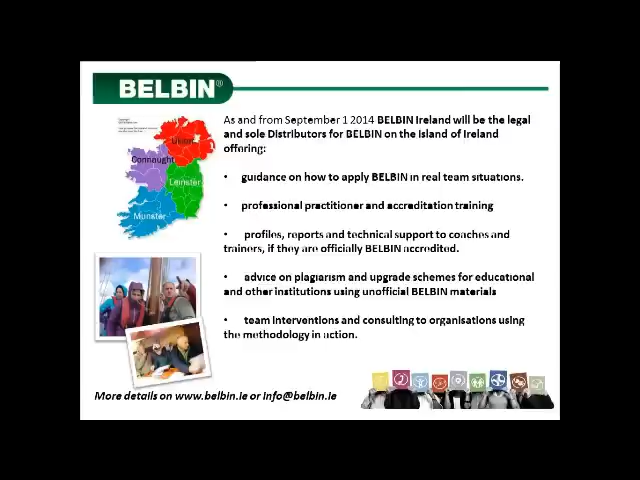 BELBIN®
As and from September 1 2014 BELBIN Ireland will be the legal
and sole Distributors for BELBIN on the island of Ireland
offering:
Ulster
Connaught
Leinster
Munster
• guidance on how to apply BELBIN in real team situations.
• professional practitioner and accreditation training
• profiles, reports and technical support to coaches and
trainers, if they are officially BELBIN accredited.
• advice on plagiarism and upgrade schemes for educational
and other institutions using unofficial BELBIN materials
• team interventions and consulting to organisations using
the methodology in action.
More details on www.belbin.ie or info@belbin.ie